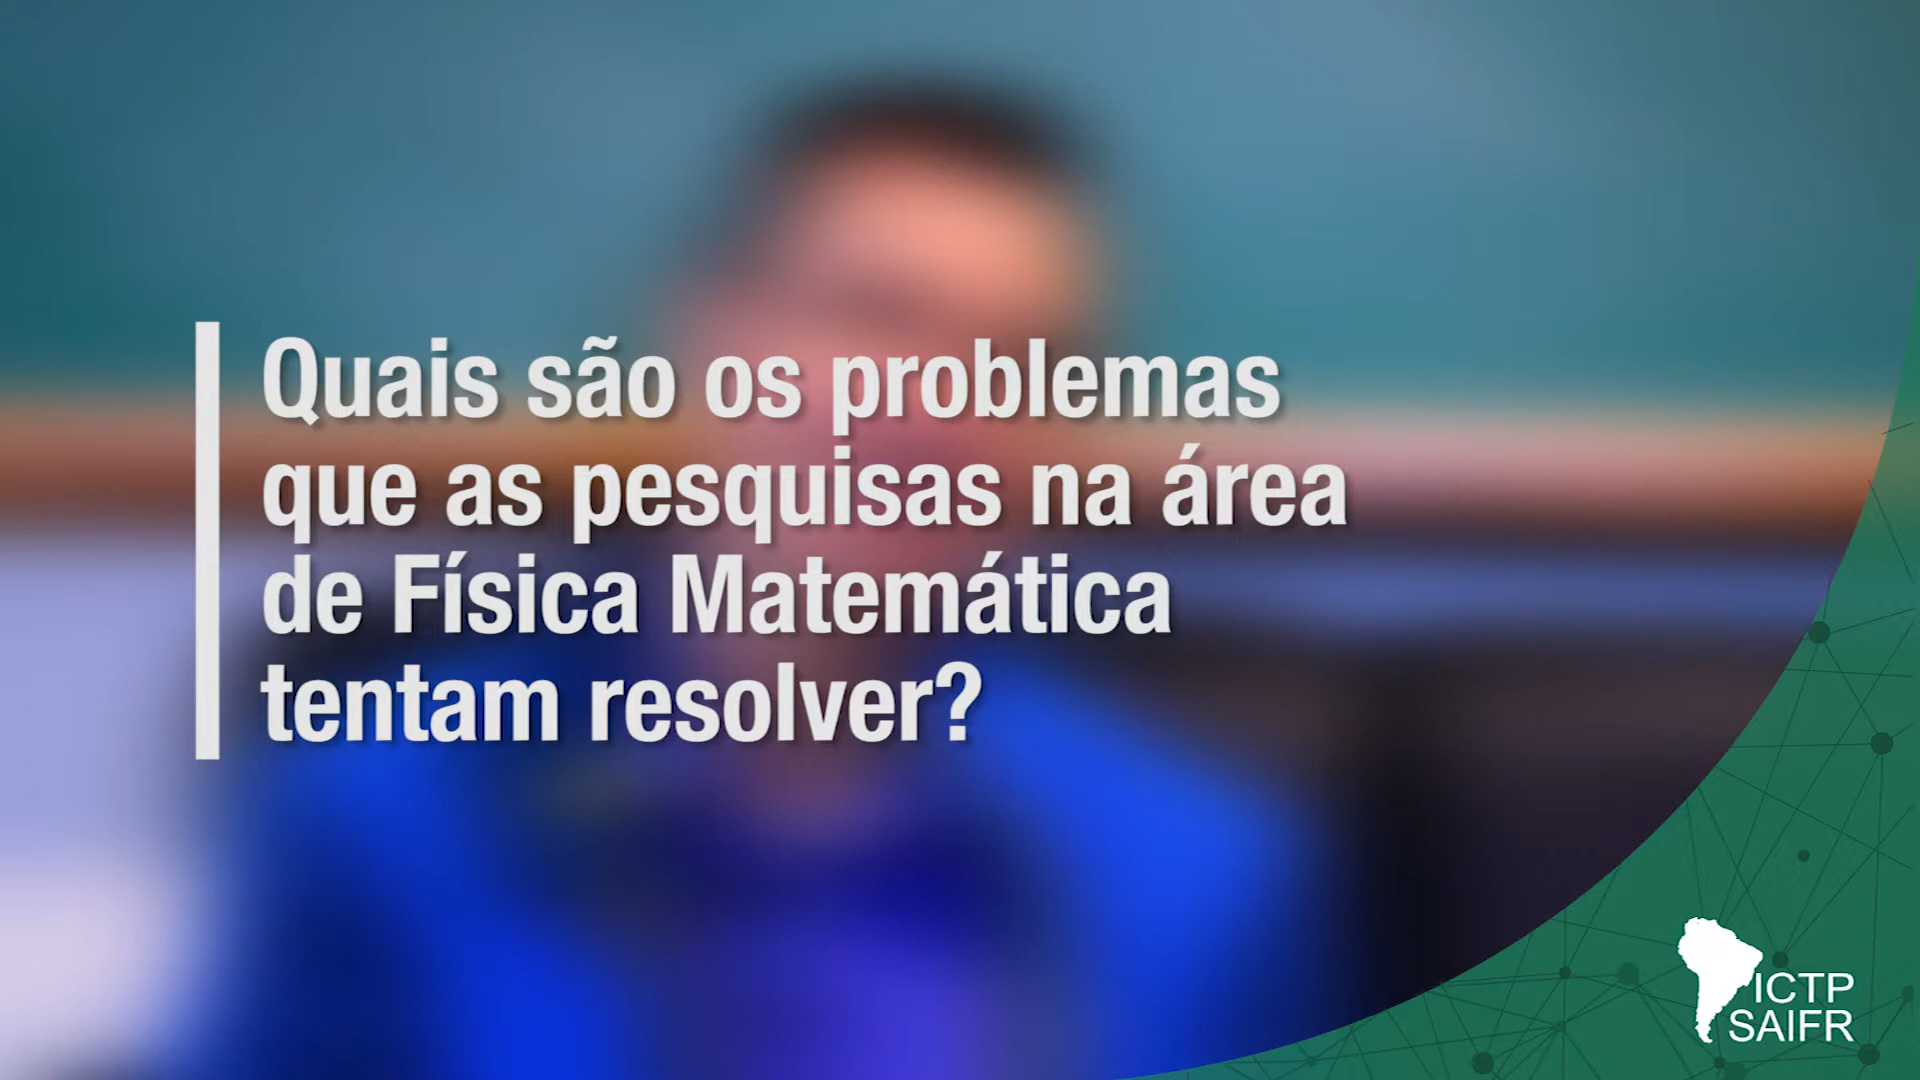 Quais são os problemas
que as pesquisas na área
de Física Matemática
tentam resolver?
ICTP
SAIFR